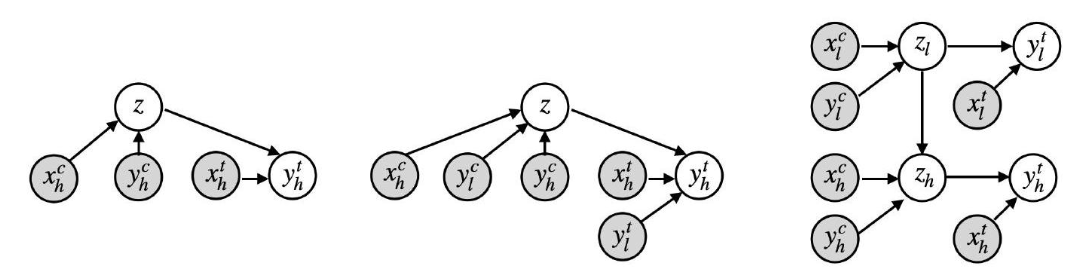 z
x_h^c y_h^c x_h^t y_h^t
z
x_h^c y_l^c y_h^c x_h^t y_h^t
y_l^t
x_l^c z_l y_l^t
y_l^c x_l^t
x_h^c z_h y_h^t
y_h^c x_h^t